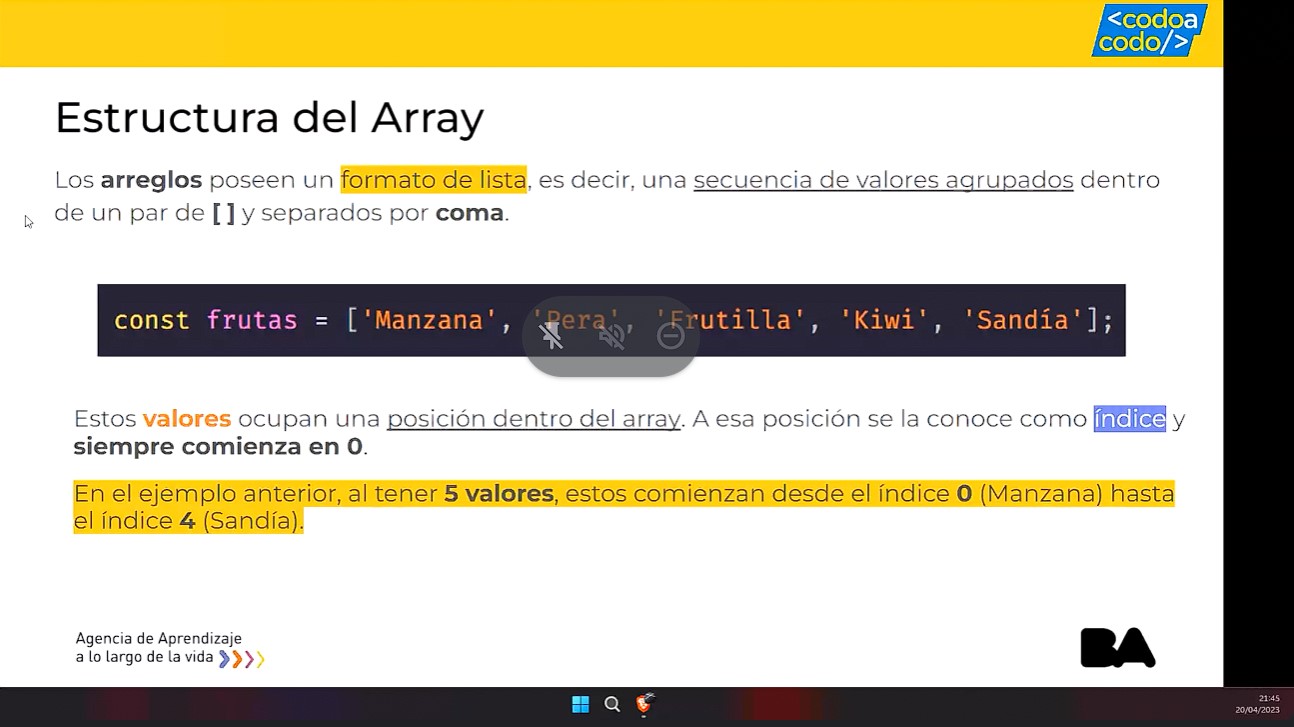 <codoa
codo/>
Estructura del Array
Los arreglos poseen un formato de lista, es decir, una secuencia de valores agrupados dentro
de un par de [ ] y separados por coma.
const frutas = ['Manzana', 'Pera', 'Frutilla', 'Kiwi', 'Sandía'];
Estos valores ocupan una posición dentro del array. A esa posición se la conoce como índice y
siempre comienza en 0.
En el ejemplo anterior, al tener 5 valores, estos comienzan desde el índice 0 (Manzana) hasta
el índice 4 (Sandía).
Agencia de Aprendizaje
a lo largo de la vida
BA
21:45
20/04/2023